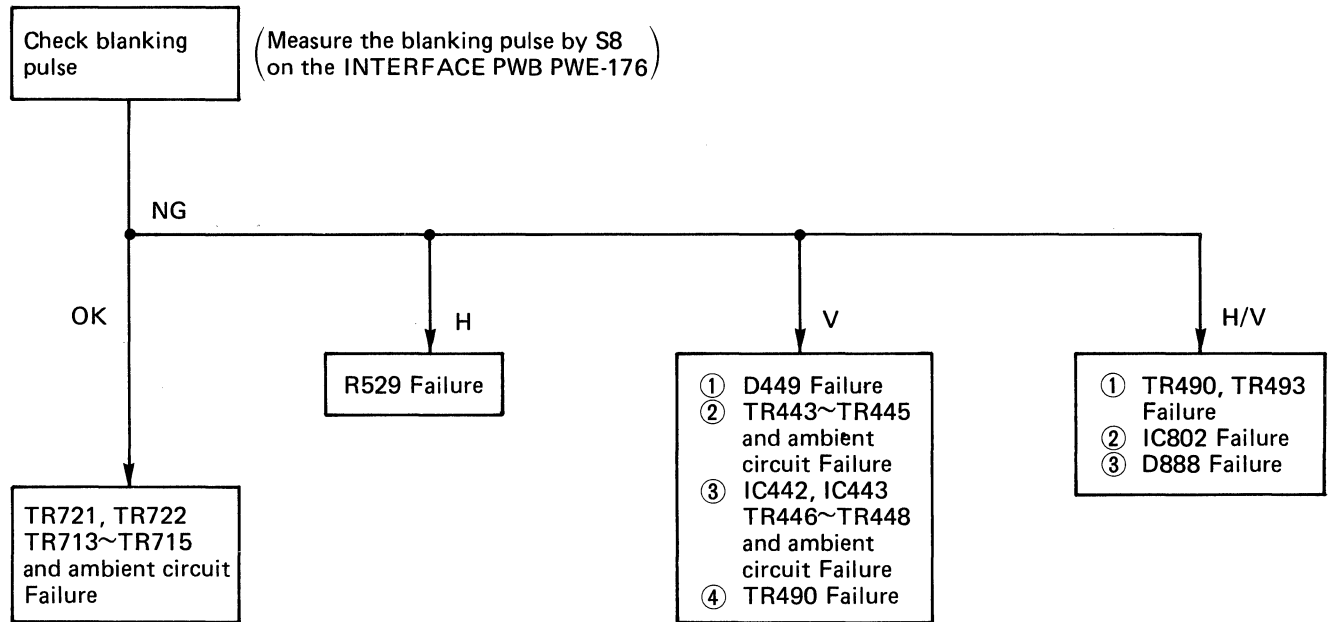 Check blanking
pulse
(Measure the blanking pulse by S8
on the INTERFACE PWB PWE-176)
NG
OK
H
V
H/V
R529 Failure
① D449 Failure
② TR443~TR445
and ambient
circuit Failure
③ IC442, IC443
TR446~TR448
and ambient
circuit Failure
④ TR490 Failure
① TR490, TR493
Failure
② IC802 Failure
③ D888 Failure
TR721, TR722
TR713~TR715
and ambient circuit
Failure